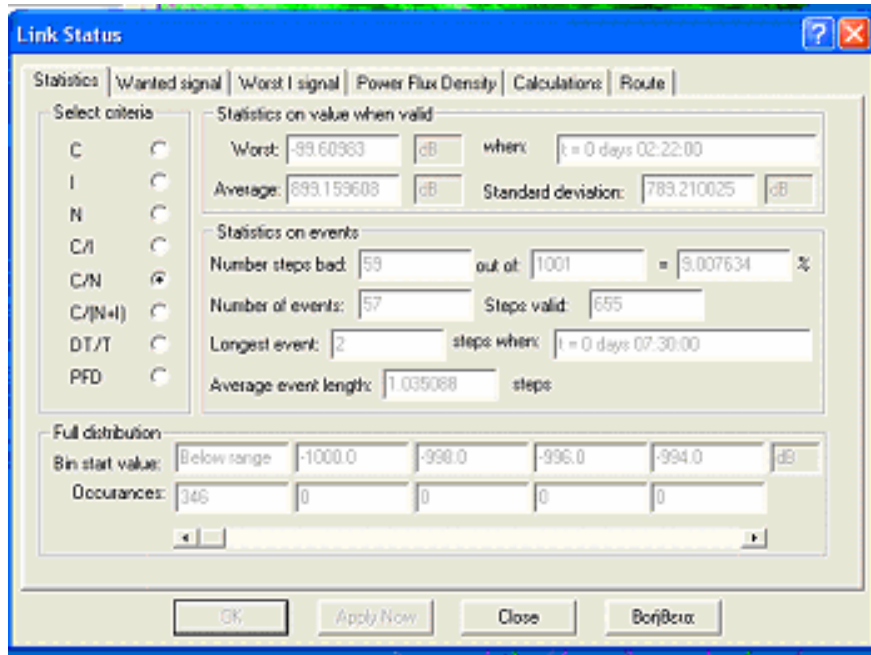 Link Status
Statistics Wanted signal Worst I signal Power Flux Density Calculations Route
Select criteria
C
I
N
C/I
C/N
C/(N+I)
DT/T
PFD
Statistics on value when valid
Worst: -99.60983 dB when: t = 0 days 02:22:00
Average: 899.159608 dB Standard deviation: 789.210025 dB
Statistics on events
Number steps bad: 59 out of: 1001 = 9.007634 %
Number of events: 57 Steps valid: 655
Longest event: 2 steps when: t = 0 days 07:30:00
Average event length: 1.035088 steps
Full distribution
Bin start value: Below range -1000.0 -998.0 -996.0 -994.0 dB
Occurances: 346 0 0 0 0
OK Apply Now Close Βοήθεια